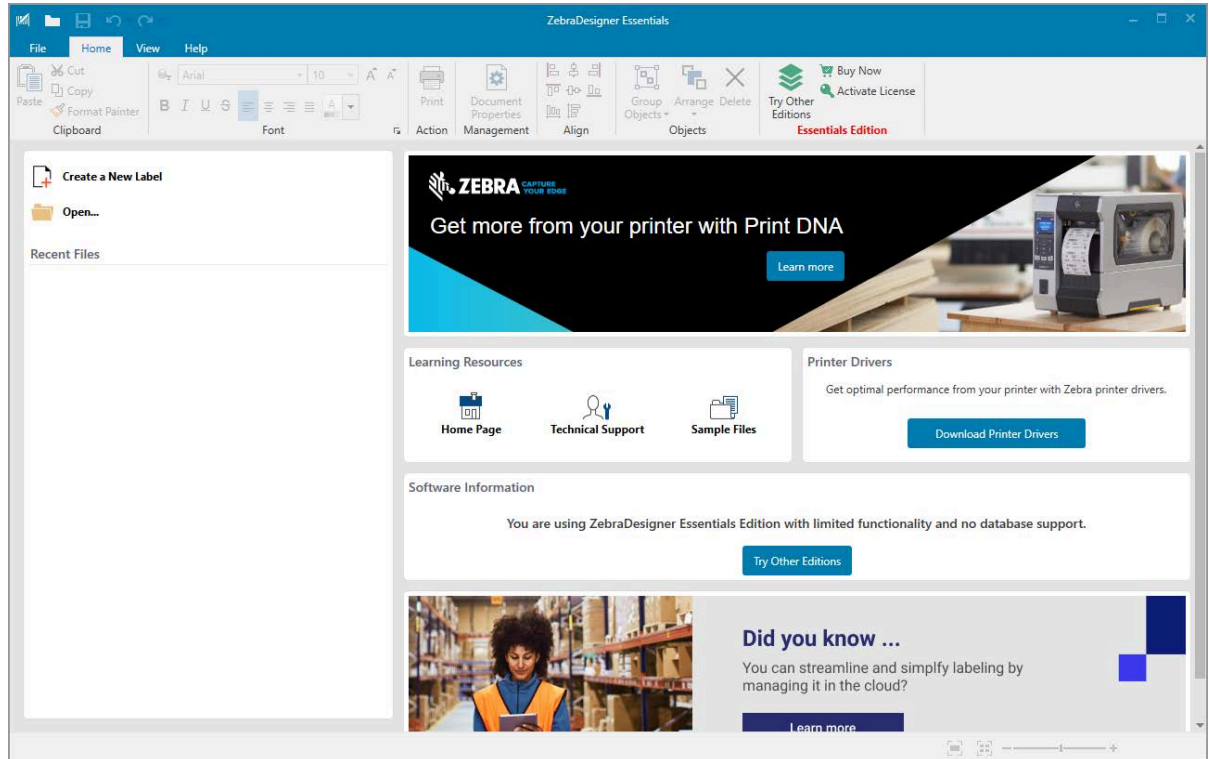 ZebraDesigner Essentials
File Home View Help
Paste
Cut
Copy
Format Painter
Clipboard
Arial 10 A A
B I U S A
Font
Print
Action
Document
Properties
Management
Align
Group
Objects
Arrange
Delete
Objects
Try Other
Editions
Buy Now
Activate License
Essentials Edition
Create a New Label
Open...
Recent Files
ZEBRA CAPTURE
YOUR EDGE
Get more from your printer with Print DNA
Learn more
Learning Resources
Home Page
Technical Support
Sample Files
Printer Drivers
Get optimal performance from your printer with Zebra printer drivers.
Download Printer Drivers
Software Information
You are using ZebraDesigner Essentials Edition with limited functionality and no database support.
Try Other Editions
Did you know ...
You can streamline and simplfy labeling by
managing it in the cloud?
Learn more